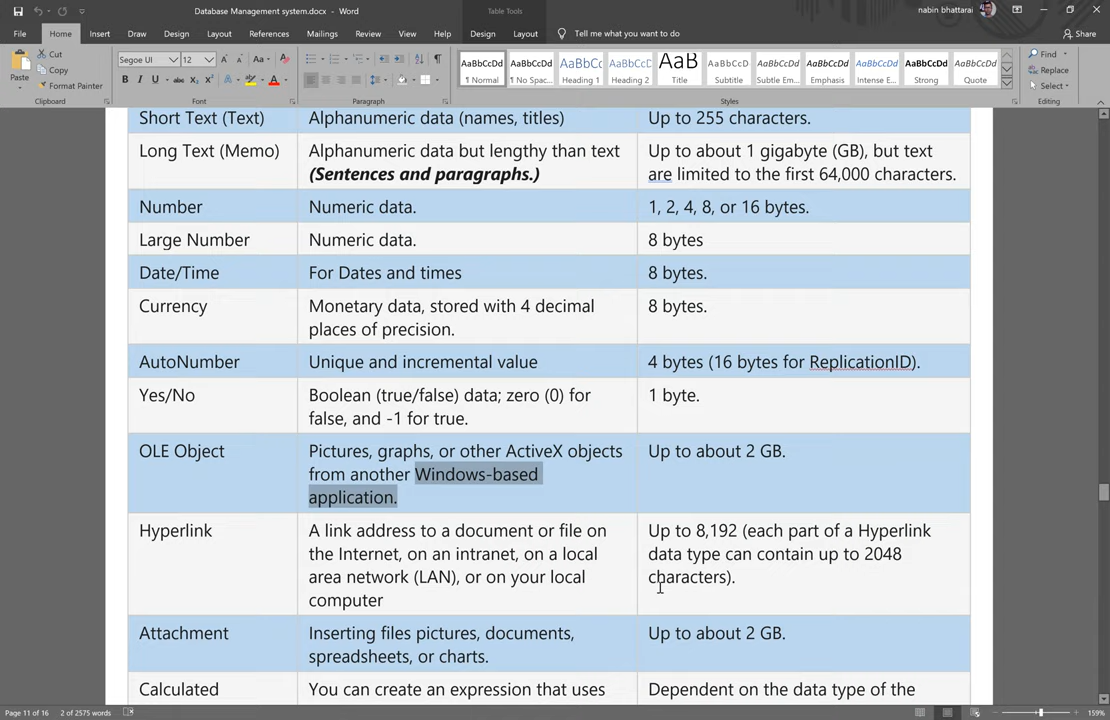 Database Management system.docx - Word
Table Tools
nabin bhattarai
File Home Insert Draw Design Layout References Mailings Review View Help Design Layout Tell me what you want to do Share
Paste
Cut
Copy
Format Painter
Clipboard
Segoe UI 12
Font
Paragraph
AaBbCcDd AaBbCcDd AaBbCc AaBbCcC AaB AaBbCcD AaBbCcDd AaBbCcDd AaBbCcDd AaBbCcDd AaBbCcDd
¶ Normal ¶ No Spac... Heading 1 Heading 2 Title Subtitle Subtle Em... Emphasis Intense E... Strong Quote
Styles
Find
Replace
Select
Editing
Short Text (Text) Alphanumeric data (names, titles) Up to 255 characters.
Long Text (Memo) Alphanumeric data but lengthy than text Up to about 1 gigabyte (GB), but text
(Sentences and paragraphs.) are limited to the first 64,000 characters.
Number Numeric data. 1, 2, 4, 8, or 16 bytes.
Large Number Numeric data. 8 bytes
Date/Time For Dates and times 8 bytes.
Currency Monetary data, stored with 4 decimal 8 bytes.
places of precision.
AutoNumber Unique and incremental value 4 bytes (16 bytes for ReplicationID).
Yes/No Boolean (true/false) data; zero (0) for 1 byte.
false, and -1 for true.
OLE Object Pictures, graphs, or other ActiveX objects Up to about 2 GB.
from another Windows-based
application.
Hyperlink A link address to a document or file on Up to 8,192 (each part of a Hyperlink
the Internet, on an intranet, on a local data type can contain up to 2048
area network (LAN), or on your local characters).
computer
Attachment Inserting files pictures, documents, Up to about 2 GB.
spreadsheets, or charts.
Calculated You can create an expression that uses Dependent on the data type of the
Page 11 of 16 2 of 2575 words 159%